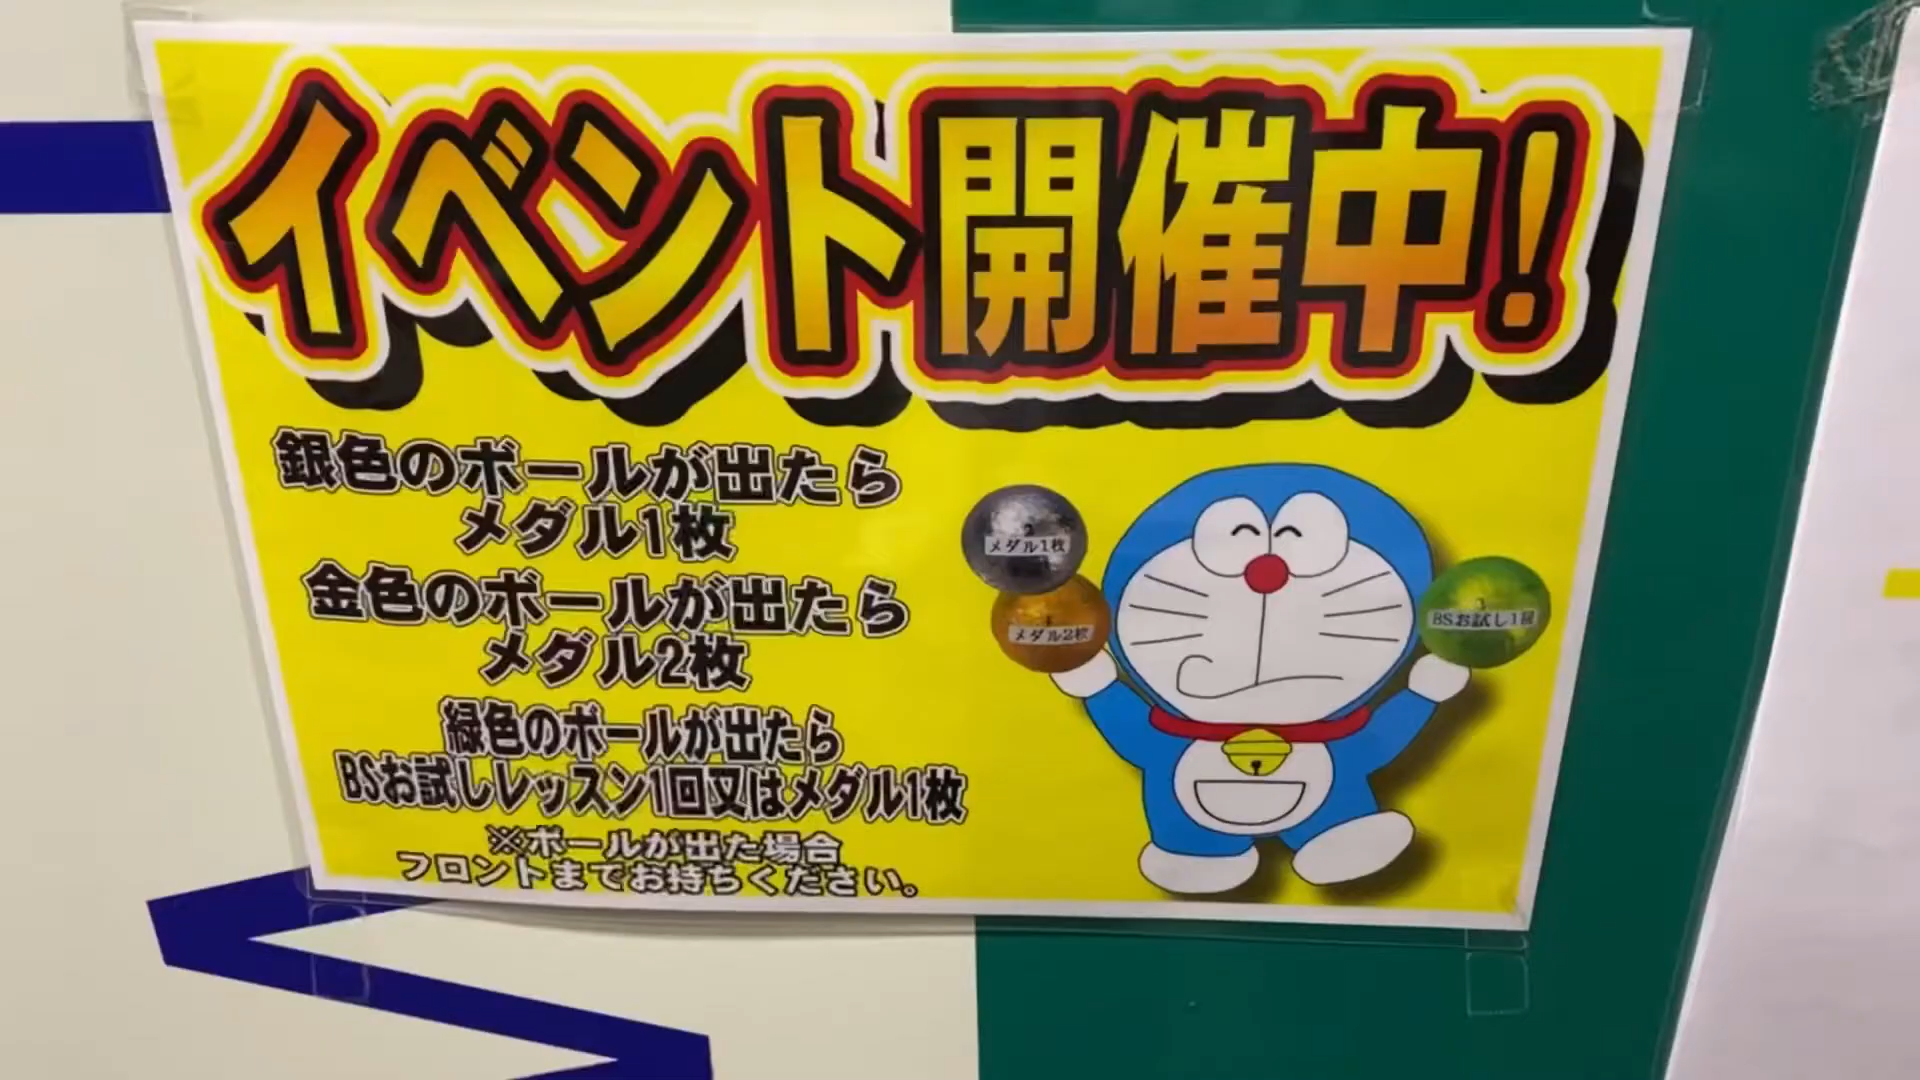 イベント開催中!
銀色のボールが出たら
メダル1枚
金色のボールが出たら
メダル2枚
緑色のボールが出たら
BSお試しレッスン1回又はメダル1枚
※ボールが出た場合
フロントまでお持ちください。
メダル1枚
メダル2枚
BSお試し1回